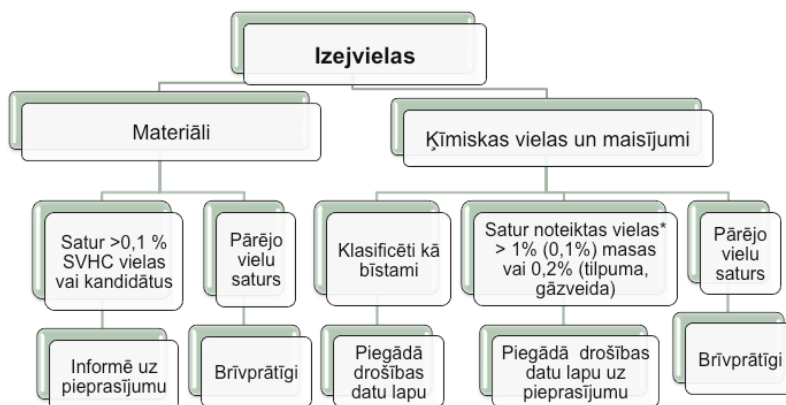 Izejvielas
Materiāli
Ķīmiskas vielas un maisījumi
Satur >0,1 %
SVHC vielas
vai kandidātus
Pārējo
vielu
saturs
Klasificēti kā
bīstami
Satur noteiktas vielas*
> 1% (0,1%) masas
vai 0,2% (tilpuma,
gāzveida)
Pārējo
vielu
saturs
Informē uz
pieprasījumu
Brīvprātīgi
Piegādā
drošības
datu lapu
Piegādā drošības
datu lapu uz
pieprasījumu
Brīvprātīgi